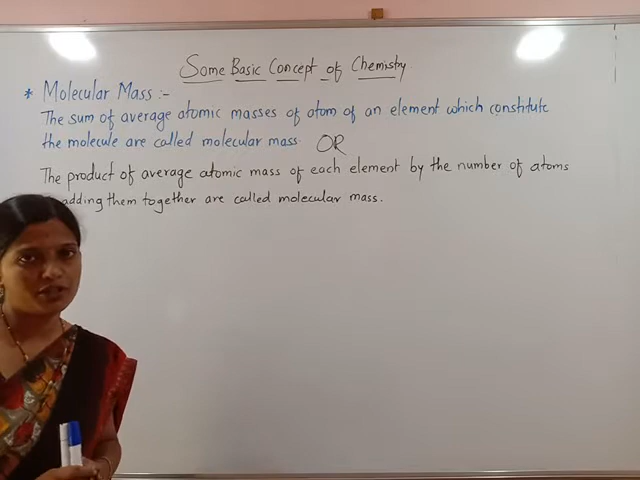 Some Basic Concept of Chemistry
* Molecular Mass :-
The sum of average atomic masses of atom of an element which constitute
the molecule are called molecular mass. OR
The product of average atomic mass of each element by the number of atoms
adding them together are called molecular mass.